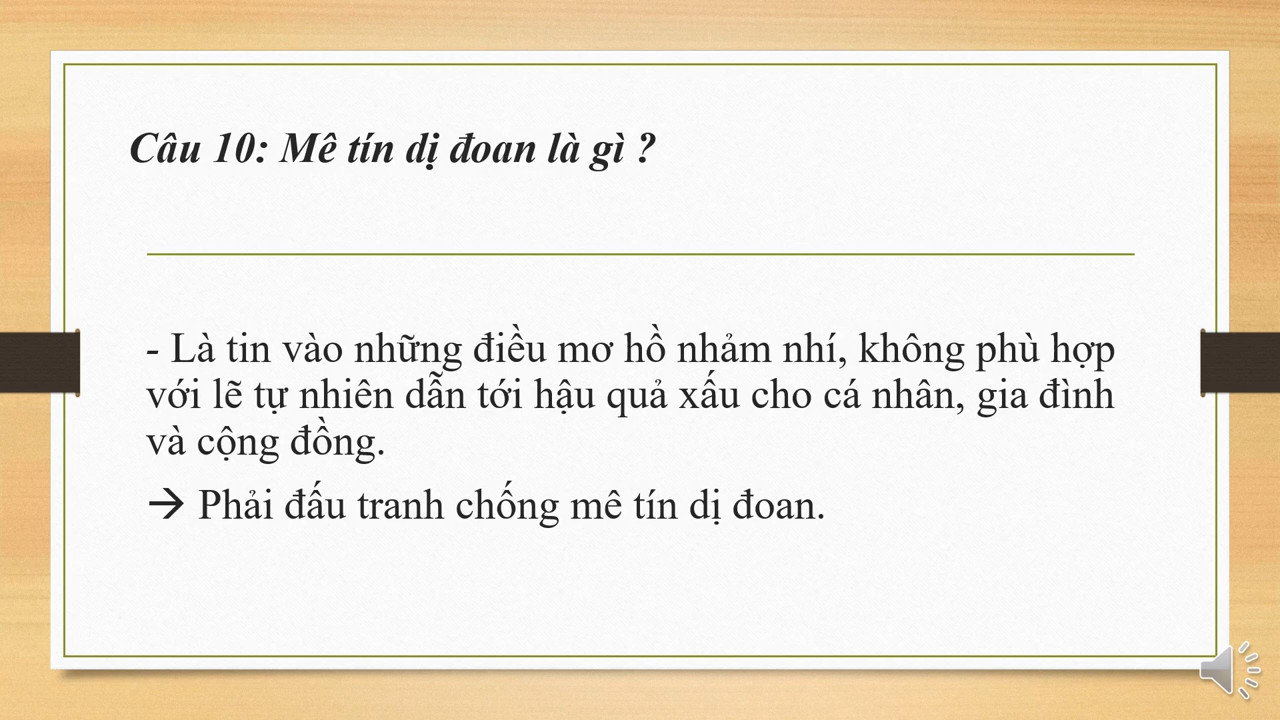 Câu 10: Mê tín dị đoan là gì ?
- Là tin vào những điều mơ hồ nhảm nhí, không phù hợp
với lẽ tự nhiên dẫn tới hậu quả xấu cho cá nhân, gia đình
và cộng đồng.
→ Phải đấu tranh chống mê tín dị đoan.